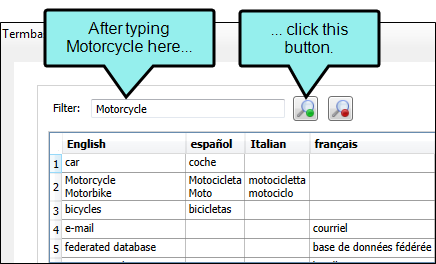 After typing
Motorcycle here...
... click this
button.
Termba
Filter: Motorcycle
English español Italian français
1 car coche
2 Motorcycle Motocicleta motocicletta
Motorbike Moto motociclo
3 bicycles bicicletas
4 e-mail courriel
5 federated database base de données fédérée